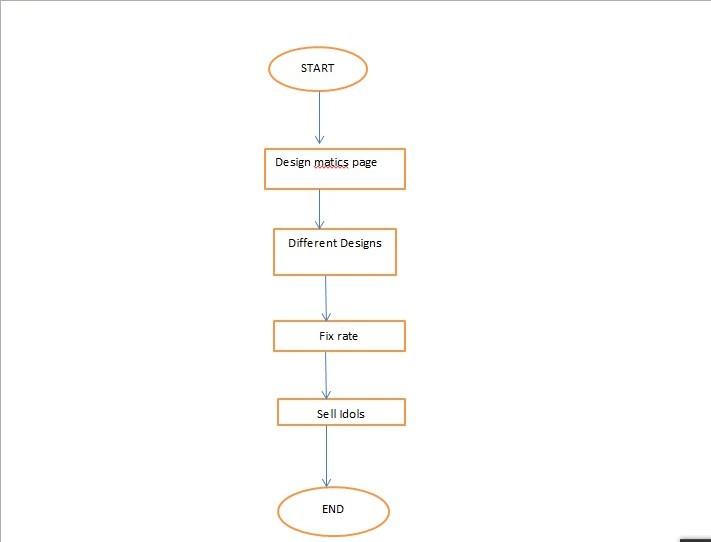 START
Design matics page
Different Designs
Fix rate
Sell Idols
END